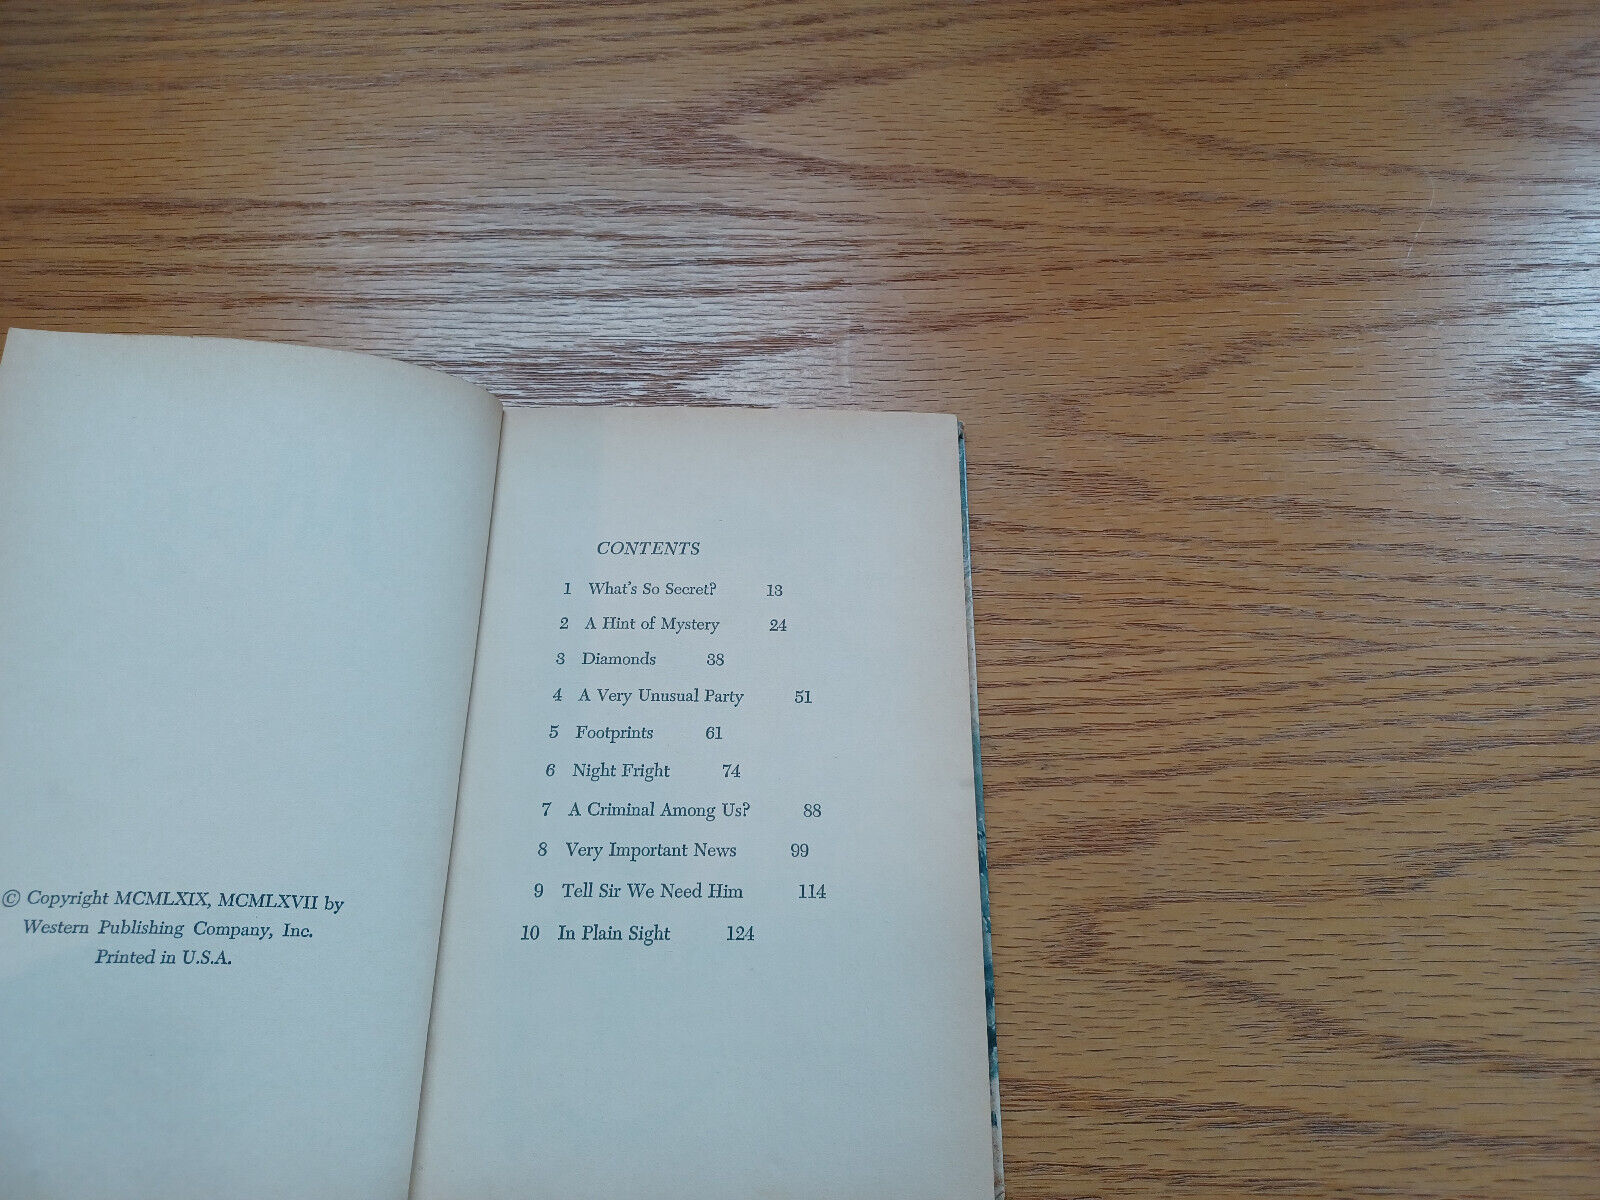 © Copyright MCMLXIX, MCMLXVII by
Western Publishing Company, Inc.
Printed in U.S.A.
CONTENTS
1 What's So Secret? 13
2 A Hint of Mystery 24
3 Diamonds 38
4 A Very Unusual Party 51
5 Footprints 61
6 Night Fright 74
7 A Criminal Among Us? 88
8 Very Important News 99
9 Tell Sir We Need Him 114
10 In Plain Sight 124